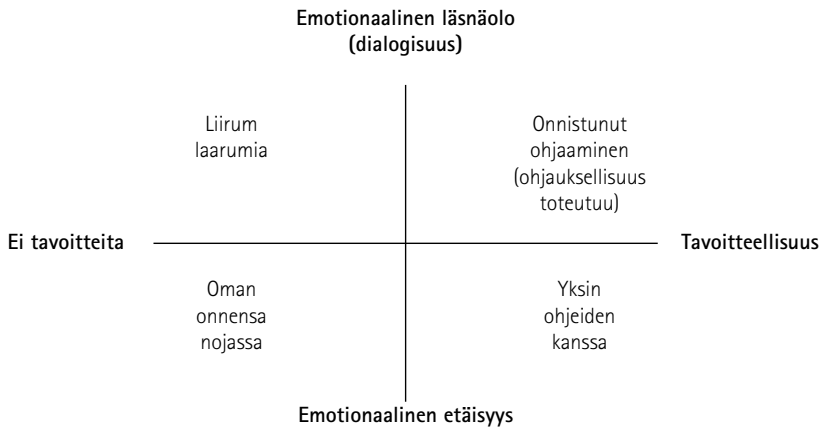 Emotionaalinen läsnäolo
(dialogisuus)
Liirum
laarumia
Onnistunut
ohjaaminen
(ohjauksellisuus
toteutuu)
Ei tavoitteita
Tavoitteellisuus
Oman
onnensa
nojassa
Yksin
ohjeiden
kanssa
Emotionaalinen etäisyys